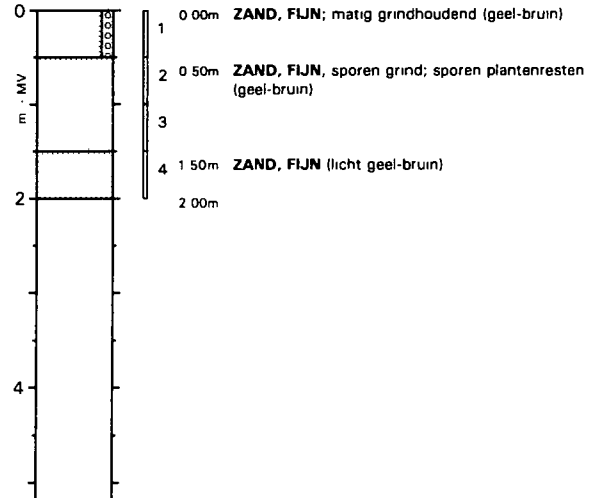 0
m - MV
2
4
1
2
3
4
0 00m ZAND, FIJN; matig grindhoudend (geel-bruin)
0 50m ZAND, FIJN, sporen grind; sporen plantenresten
(geel-bruin)
1 50m ZAND, FIJN (licht geel-bruin)
2 00m